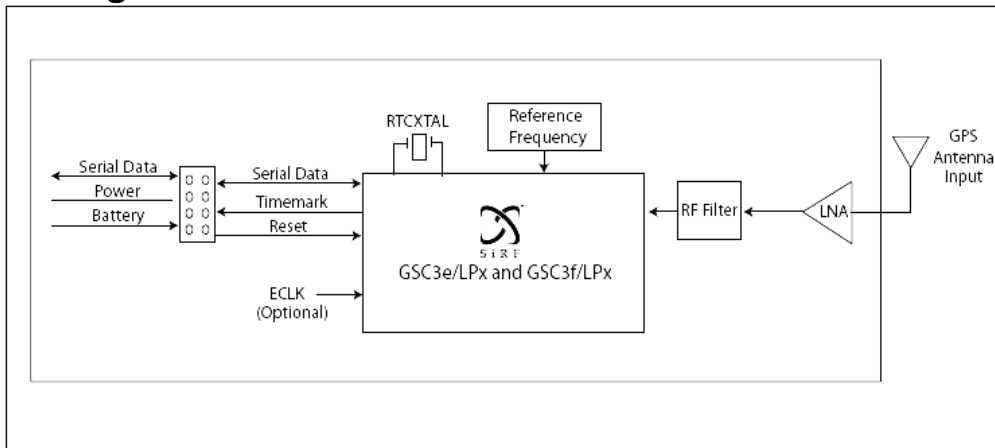 Serial Data
Power
Battery
Serial Data
Timemark
Reset
RTCXTAL
Reference
Frequency
ECLK
(Optional)
SiRF
GSC3e/LPx and GSC3f/LPx
RF Filter
LNA
GPS
Antenna
Input